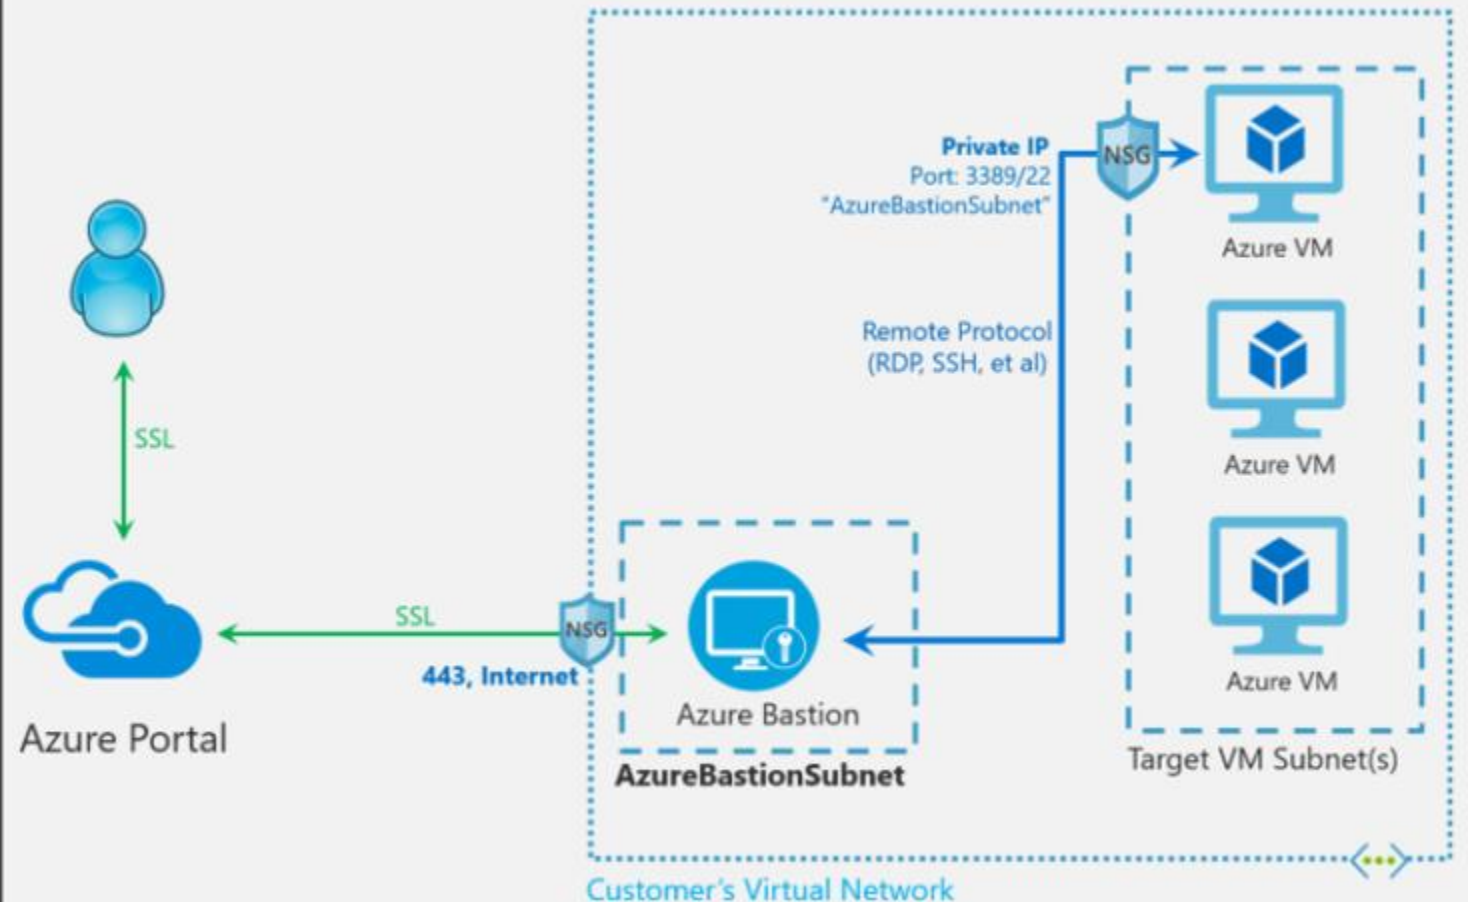 Private IP
Port: 3389/22
"AzureBastionSubnet"
NSG
Azure VM
Remote Protocol
(RDP, SSH, et al)
Azure VM
SSL
SSL
NSG
443, Internet
Azure VM
Azure Bastion
Azure Portal
AzureBastionSubnet
Target VM Subnet(s)
Customer's Virtual Network